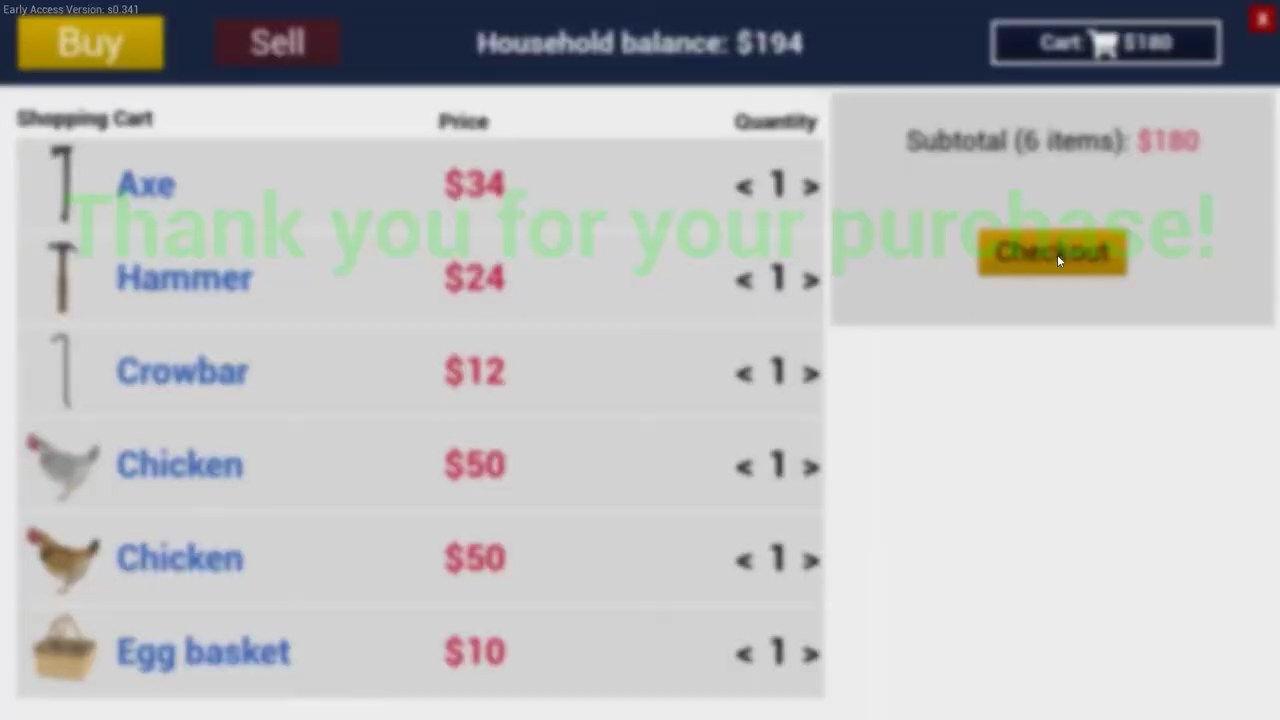 Early Access Version: s0.341
Buy Sell Household balance: $194 Cart $180 X
Shopping Cart Price Quantity
Subtotal (6 items): $180
Axe $34 < 1 >
Thank you for your purchase!
Checkout
Hammer $24 < 1 >
Crowbar $12 < 1 >
Chicken $50 < 1 >
Chicken $50 < 1 >
Egg basket $10 < 1 >